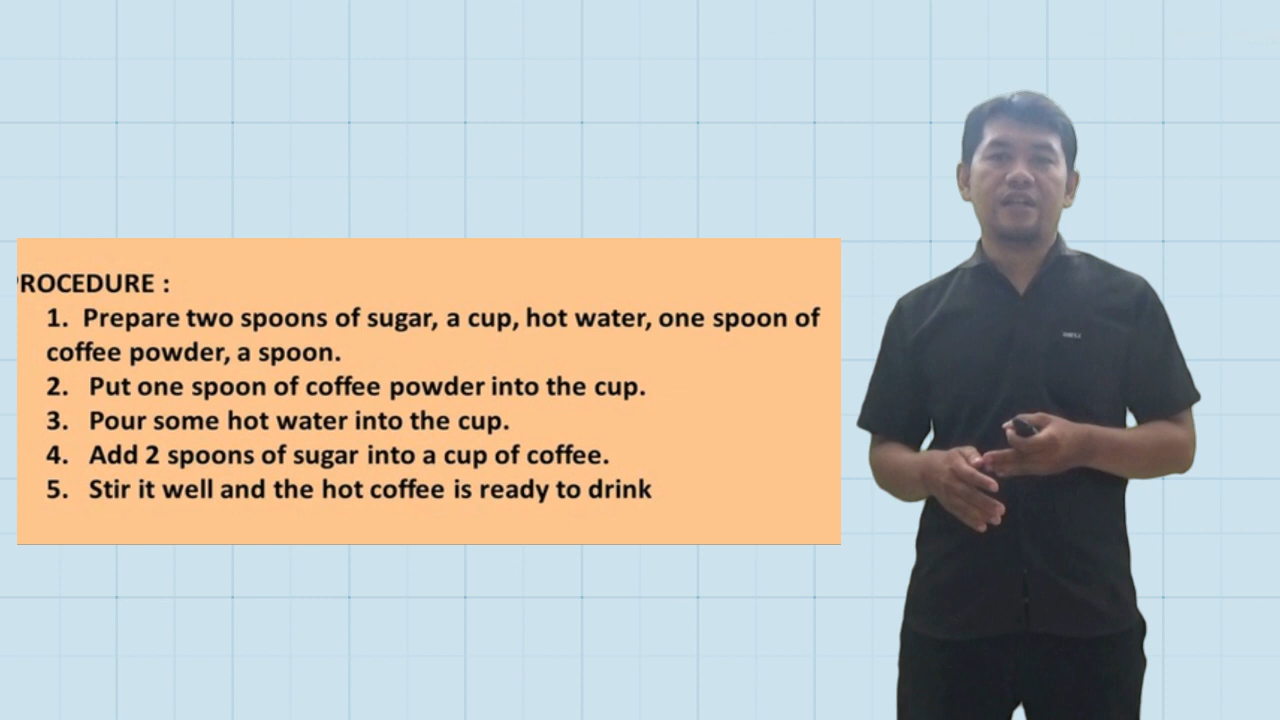 PROCEDURE :
1. Prepare two spoons of sugar, a cup, hot water, one spoon of
coffee powder, a spoon.
2. Put one spoon of coffee powder into the cup.
3. Pour some hot water into the cup.
4. Add 2 spoons of sugar into a cup of coffee.
5. Stir it well and the hot coffee is ready to drink